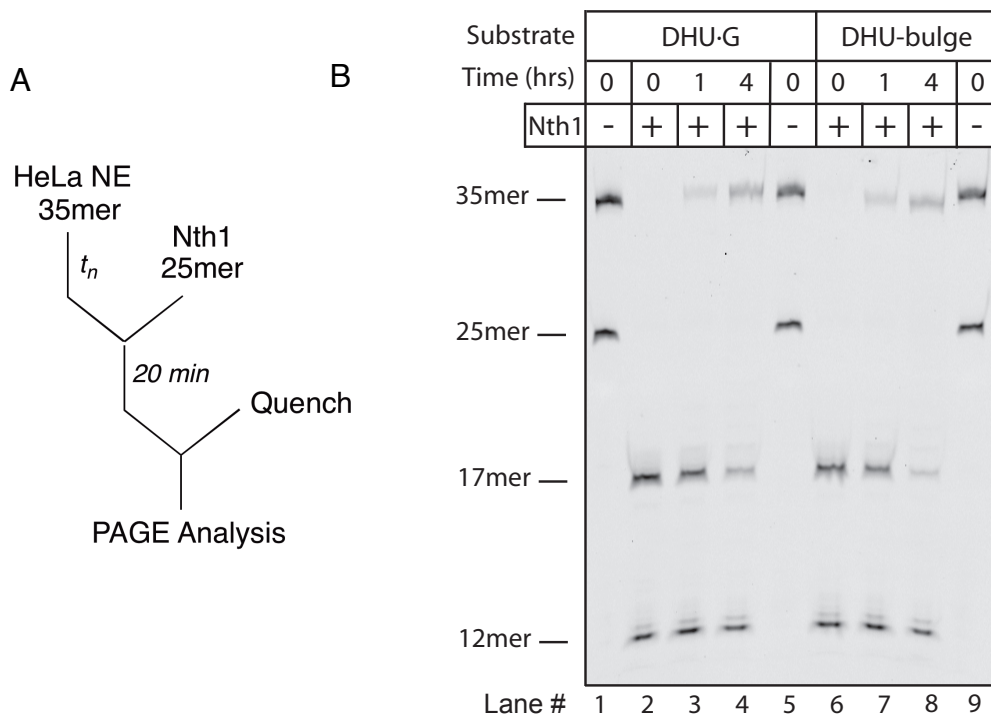 A
B
HeLa NE
35mer
tn
Nth1
25mer
20 min
Quench
PAGE Analysis
Substrate DHU·G DHU-bulge
Time (hrs) 0 0 1 4 0 0 1 4 0
Nth1 - + + + - + + + -
35mer
25mer
17mer
12mer
Lane # 1 2 3 4 5 6 7 8 9